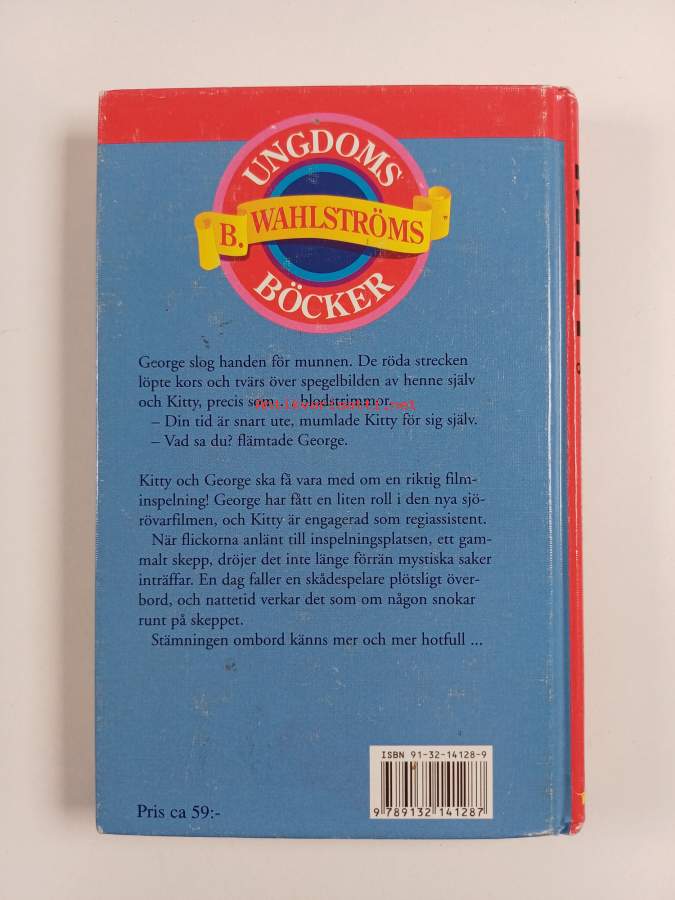 UNGDOMS
B. WAHLSTRÖMS
BÖCKER
George slog handen för munnen. De röda strecken
löpte kors och tvärs över spegelbilden av henne själv
och Kitty, precis som ... blodstrimmor.
Antikvariaatti.net
– Din tid är snart ute, mumlade Kitty för sig själv.
– Vad sa du? flämtade George.
Kitty och George ska få vara med om en riktig film-
inspelning! George har fått en liten roll i den nya sjö-
rövarfilmen, och Kitty är engagerad som regiassistent.
När flickorna anlänt till inspelningsplatsen, ett gam-
malt skepp, dröjer det inte länge förrän mystiska saker
inträffar. En dag faller en skådespelare plötsligt över-
bord, och nattetid verkar det som om någon snokar
runt på skeppet.
Stämningen ombord känns mer och mer hotfull ...
ISBN 91-32-14128-9
9 789132 141287
Pris ca 59:-